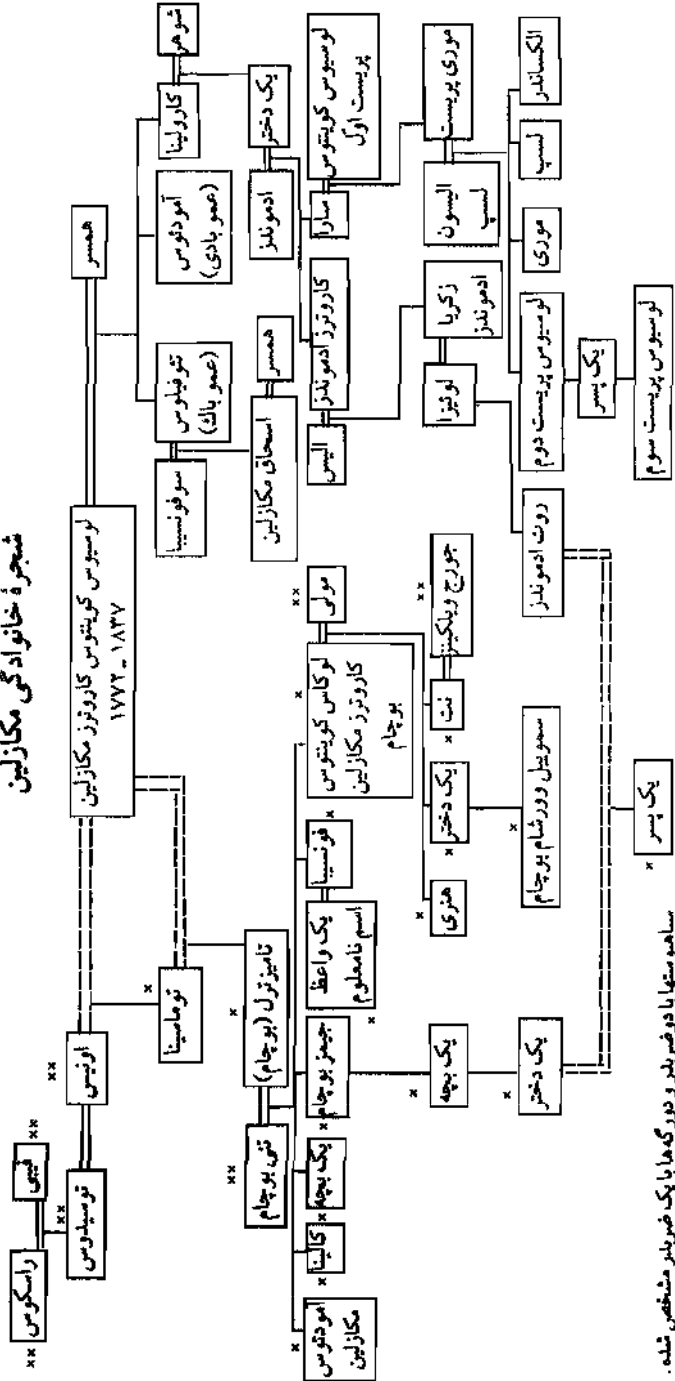 شجرهٔ خانوادگی مکازلین
لوسیوس کوینتوس کاروترز مکازلین
۱۷۷۲ - ۱۸۳۷
همسر
××
راسکوس
فیبی
××
توسیدوس
××
اونیس
××
توماسینا
×
سوفونسیبا
تئوفیلوس
(عمو باک)
آمودئوس
(عمو بادی)
کارولینا
شوهر
اسحاق مکازلین
همسر
ادموندز
یک دختر
تنی بوچام
××
تامیزترل (بوچام)
×
آمودئوس
مکازلین
×
کالینا
×
یک بچه
×
جیمز بوچام
×
یک واعظ
اسم نامعلوم
×
فونسیبا
×
لوکاس کوینتوس
کاروترز مکازلین
بوچام
×
مولی
××
الیس
کاروترز ادموندز
سارا
لوسیوس کوینتوس
پریست اول
یک بچه
×
هنری
×
یک دختر
×
نت
×
جورج ویلکینز
××
لوئیزا
زکریا
ادموندز
الیسون
لسپ
موری پریست
یک دختر
×
سمویل وورشام بوچام
×
روت ادموندز
لوسیوس پریست دوم
موری
لسپ
الکساندر
یک پسر
×
یک پسر
لوسیوس پریست سوم
ساهپوستها با دو ضربدر و دورگه‌ها با یک ضربدر مشخص شده.